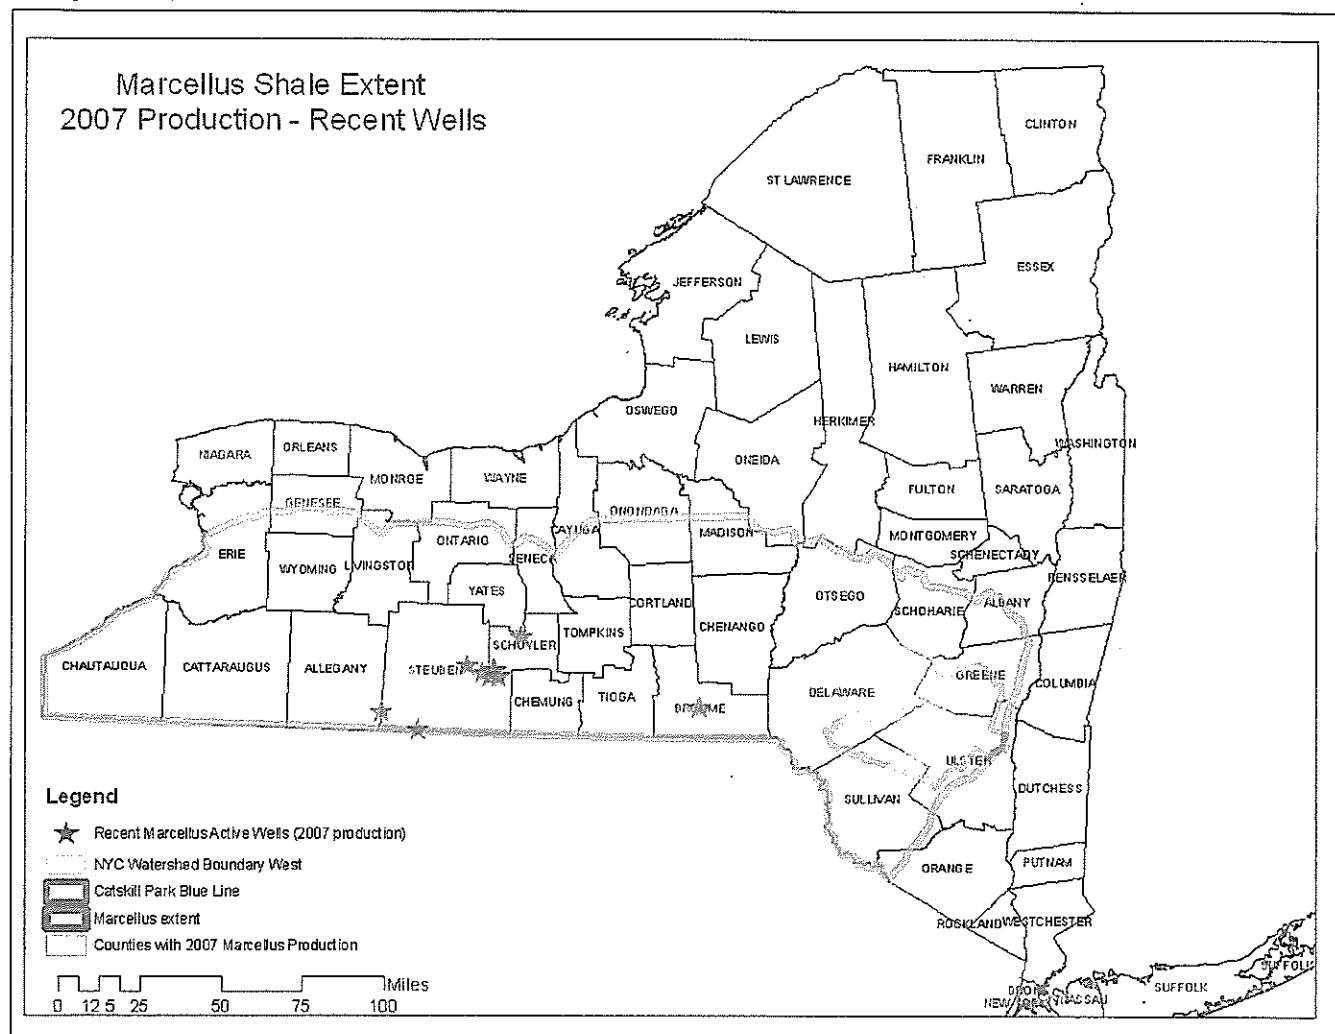 Marcellus Shale Extent
2007 Production - Recent Wells
CLINTON
FRANKLIN
ST LAWRENCE
ESSEX
JEFFERSON
LEWIS
HAMILTON
WARREN
OSWEGO
HERKIMER
WASHINGTON
NIAGARA
ORLEANS
MONROE
WAYNE
ONEIDA
FULTON
SARATOGA
GENESEE
ONONDAGA
CAYUGA
MADISON
MONTGOMERY
SCHENECTADY
ERIE
ONTARIO
SENECA
WYOMING
LIVINGSTON
RENSSELAER
YATES
CORTLAND
OTSEGO
SCHOHARIE
ALBANY
CHENANGO
TOMPKINS
SCHUYLER
CHAUTAUQUA
CATTARAUGUS
ALLEGANY
STEUBEN
GREENE
COLUMBIA
CHEMUNG
TIOGA
BROOME
DELAWARE
ULSTER
DUTCHESS
SULLIVAN
ORANGE
PUTNAM
ROCKLAND
WESTCHESTER
BRONX
NEW YORK
NASSAU
SUFFOLK
SUFFOLK
Legend
Recent Marcellus Active Wells (2007 production)
NYC Watershed Boundary West
Catskill Park Blue Line
Marcellus extent
Counties with 2007 Marcellus Production
Miles
0 12 5 25 50 75 100